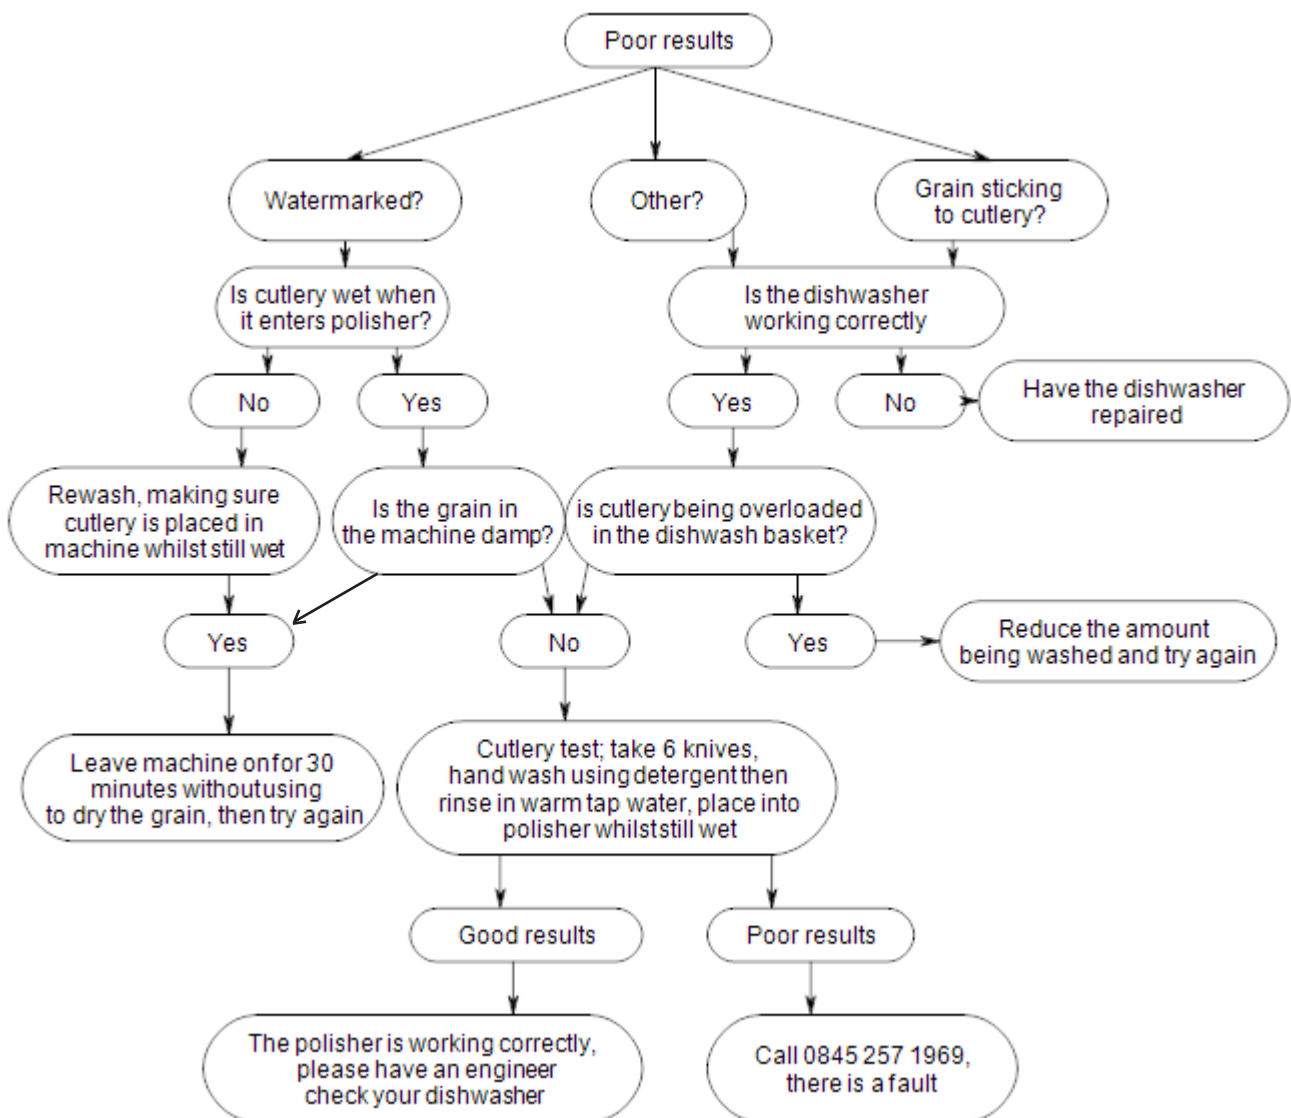 Poor results
Watermarked?
Other?
Grain sticking
to cutlery?
Is cutlery wet when
it enters polisher?
Is the dishwasher
working correctly
No
Yes
Yes
No
Have the dishwasher
repaired
Rewash, making sure
cutlery is placed in
machine whilst still wet
Is the grain in
the machine damp?
is cutlery being overloaded
in the dishwash basket?
Yes
No
Yes
Reduce the amount
being washed and try again
Leave machine on for 30
minutes without using
to dry the grain, then try again
Cutlery test; take 6 knives,
hand wash using detergent then
rinse in warm tap water, place into
polisher whilst still wet
Good results
Poor results
The polisher is working correctly,
please have an engineer
check your dishwasher
Call 0845 257 1969,
there is a fault